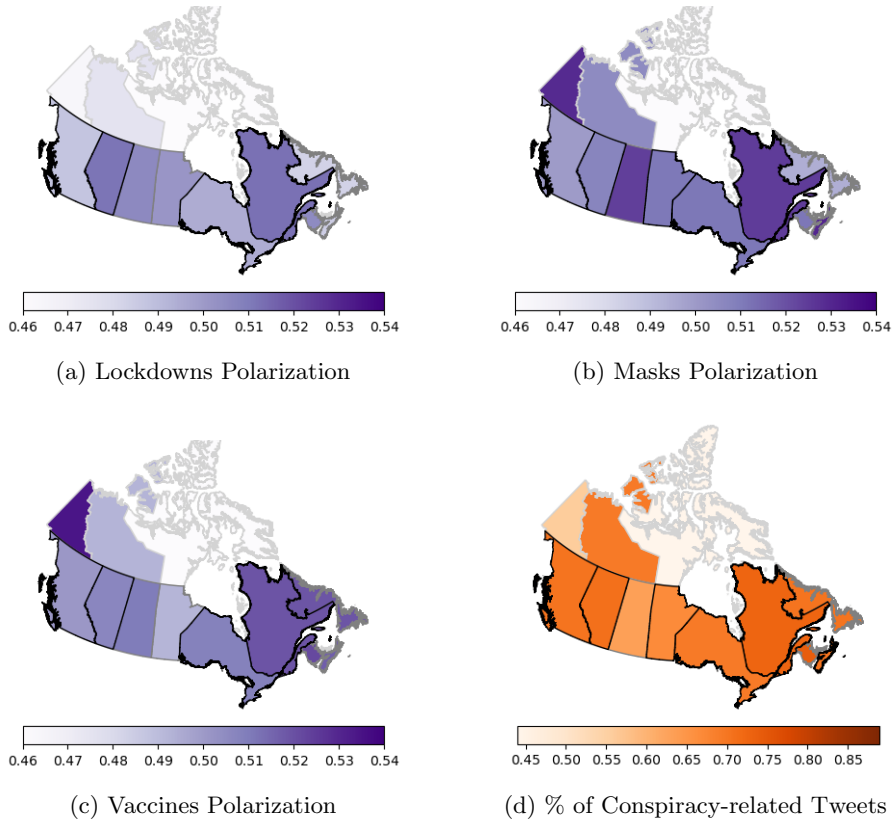 0.46 0.47 0.48 0.49 0.50 0.51 0.52 0.53 0.54
0.46 0.47 0.48 0.49 0.50 0.51 0.52 0.53 0.54
(a) Lockdowns Polarization
(b) Masks Polarization
0.46 0.47 0.48 0.49 0.50 0.51 0.52 0.53 0.54
0.45 0.50 0.55 0.60 0.65 0.70 0.75 0.80 0.85
(c) Vaccines Polarization
(d) % of Conspiracy-related Tweets